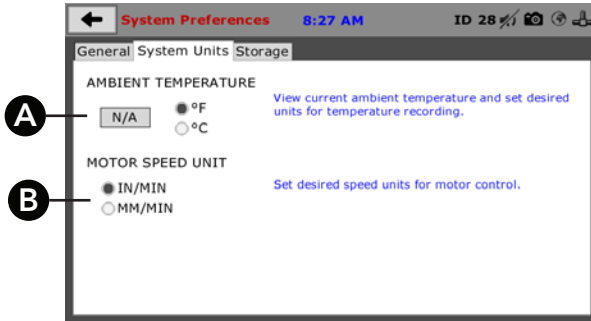 System Preferences 8:27 AM ID 28
General System Units Storage
AMBIENT TEMPERATURE
A
N/A
°F
°C
View current ambient temperature and set desired
units for temperature recording.
MOTOR SPEED UNIT
B
IN/MIN
MM/MIN
Set desired speed units for motor control.